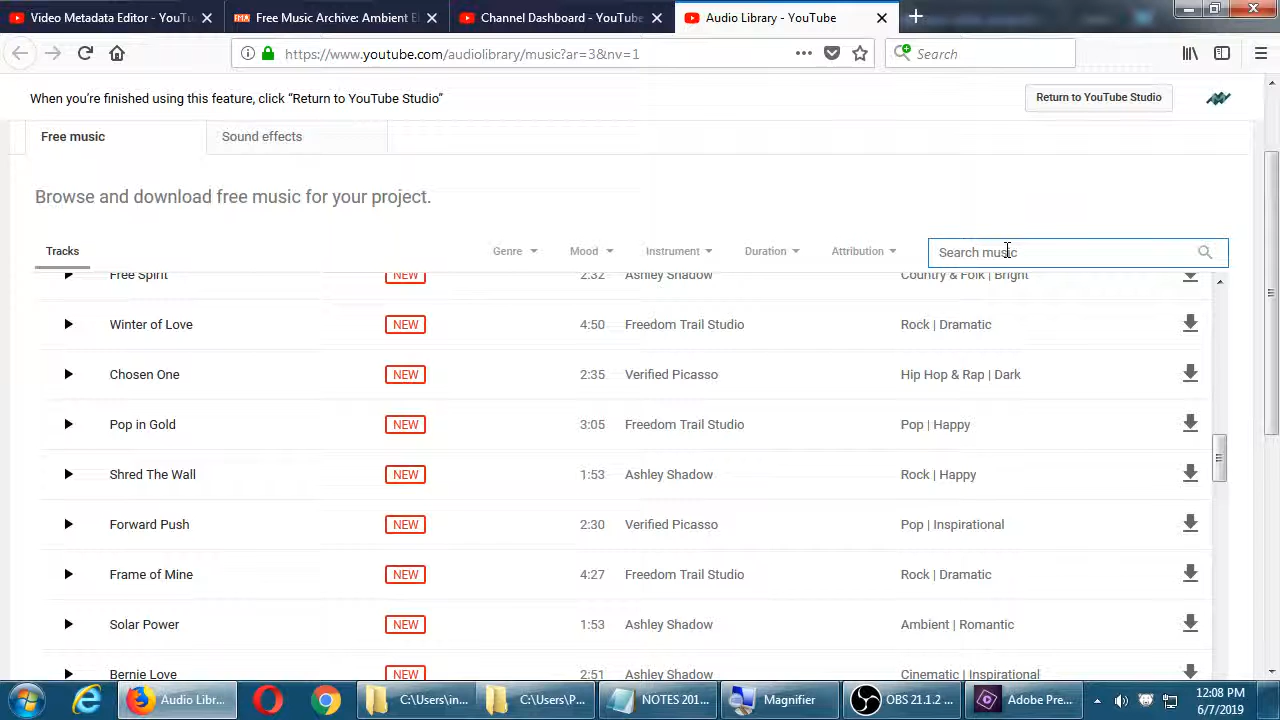 Video Metadata Error - YouTu
Free Music Archive: Ambient El
Channel Dashboard - YouTube
Audio Library - YouTube
https://www.youtube.com/audiolibrary/music?ar=3&nv=1
Search
When you're finished using this feature, click “Return to YouTube Studio”
Return to YouTube Studio
Free music
Sound effects
Browse and download free music for your project.
Tracks
Genre
Mood
Instrument
Duration
Attribution
Search music
Free Spirit NEW 2:32 Ashley Shadow Country & Folk | Bright
Winter of Love NEW 4:50 Freedom Trail Studio Rock | Dramatic
Chosen One NEW 2:35 Verified Picasso Hip Hop & Rap | Dark
Pop in Gold NEW 3:05 Freedom Trail Studio Pop | Happy
Shred The Wall NEW 1:53 Ashley Shadow Rock | Happy
Forward Push NEW 2:30 Verified Picasso Pop | Inspirational
Frame of Mine NEW 4:27 Freedom Trail Studio Rock | Dramatic
Solar Power NEW 1:53 Ashley Shadow Ambient | Romantic
Bernie Love NEW 2:51 Ashley Shadow Cinematic | Inspirational
Audio Libr...
C:\Users\in...
C:\Users\P...
NOTES 201...
Magnifier
OBS 21.1.2 ...
Adobe Pre...
12:08 PM
6/7/2019